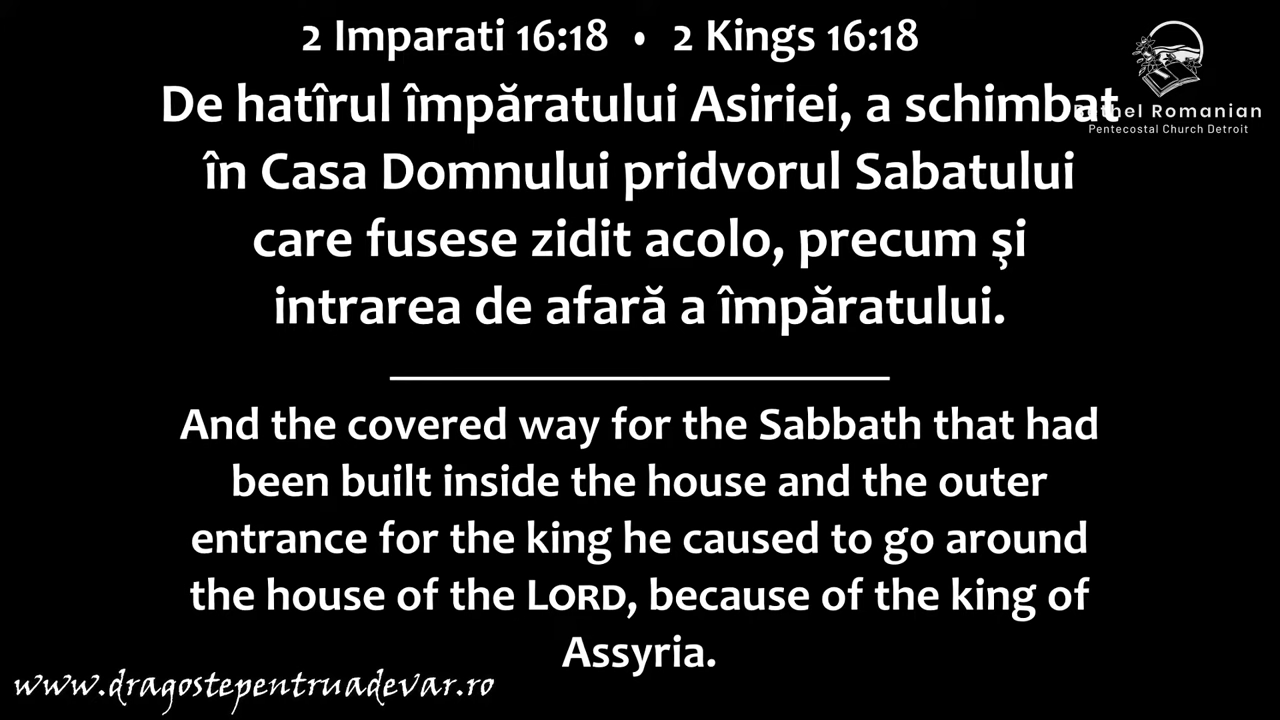 2 Imparati 16:18 • 2 Kings 16:18
De hatîrul împăratului Asiriei, a schimbat
Bethel Romanian
Pentecostal Church Detroit
în Casa Domnului pridvorul Sabatului
care fusese zidit acolo, precum şi
intrarea de afară a împăratului.
And the covered way for the Sabbath that had
been built inside the house and the outer
entrance for the king he caused to go around
the house of the LORD, because of the king of
Assyria.
www.dragostepentruadevar.ro